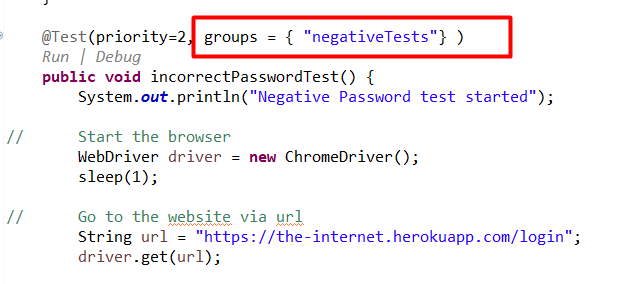 @Test(priority=2, groups = { "negativeTests"} )
Run | Debug
public void incorrectPasswordTest() {
System.out.println("Negative Password test started");
// Start the browser
WebDriver driver = new ChromeDriver();
sleep(1);
// Go to the website via url
String url = "https://the-internet.herokuapp.com/login";
driver.get(url);